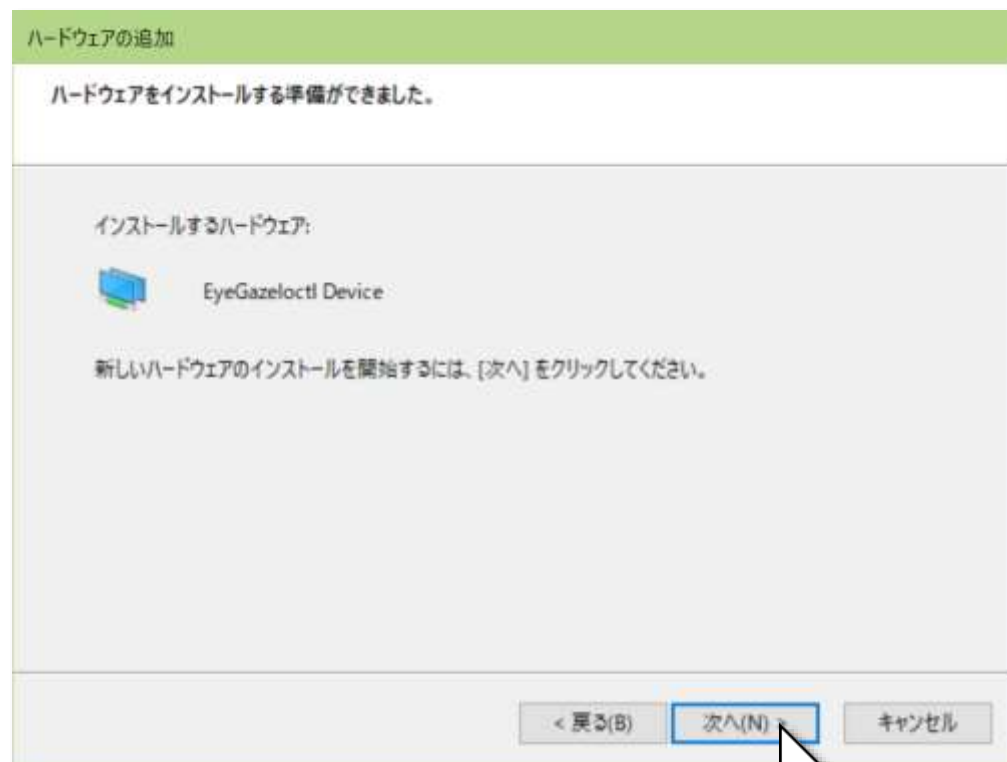 ハードウェアの追加
ハードウェアをインストールする準備ができました。
インストールするハードウェア:
EyeGazeIoctl Device
新しいハードウェアのインストールを開始するには、[次へ] をクリックしてください。
< 戻る(B) 次へ(N) > キャンセル